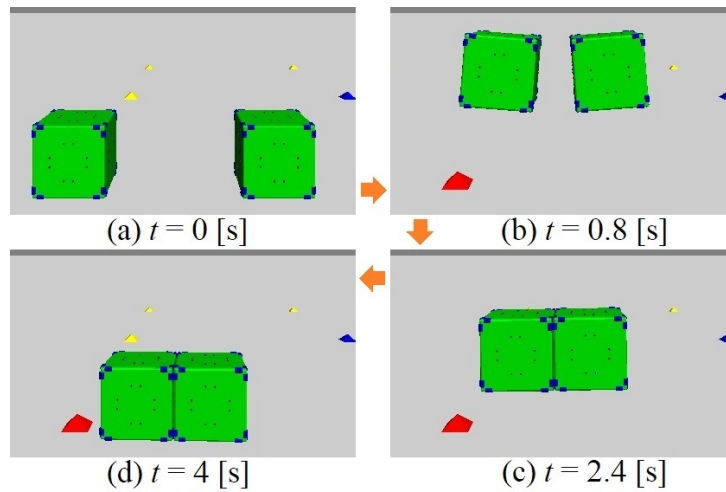 (a) t = 0 [s]
(b) t = 0.8 [s]
(d) t = 4 [s]
(c) t = 2.4 [s]